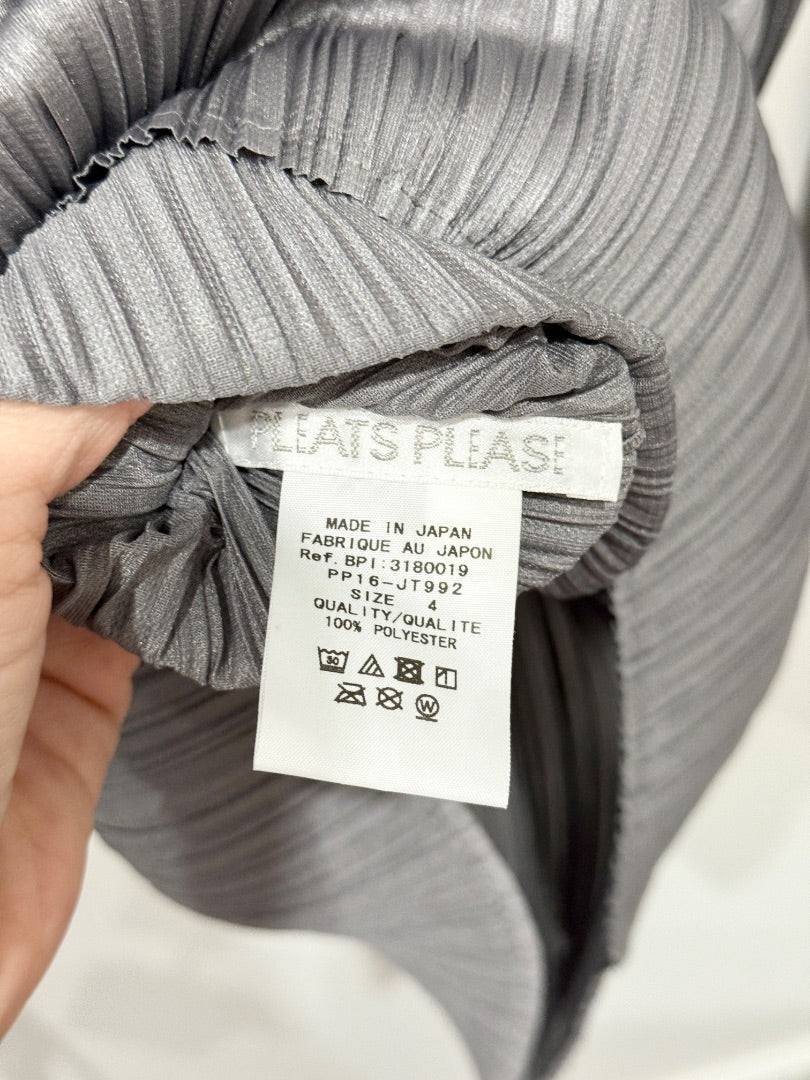 PLEATS PLEASE
MADE IN JAPAN
FABRIQUE AU JAPON
Ref. BPI:3180019
PP16-JT992
SIZE 4
QUALITY/QUALITE
100% POLYESTER
30
W